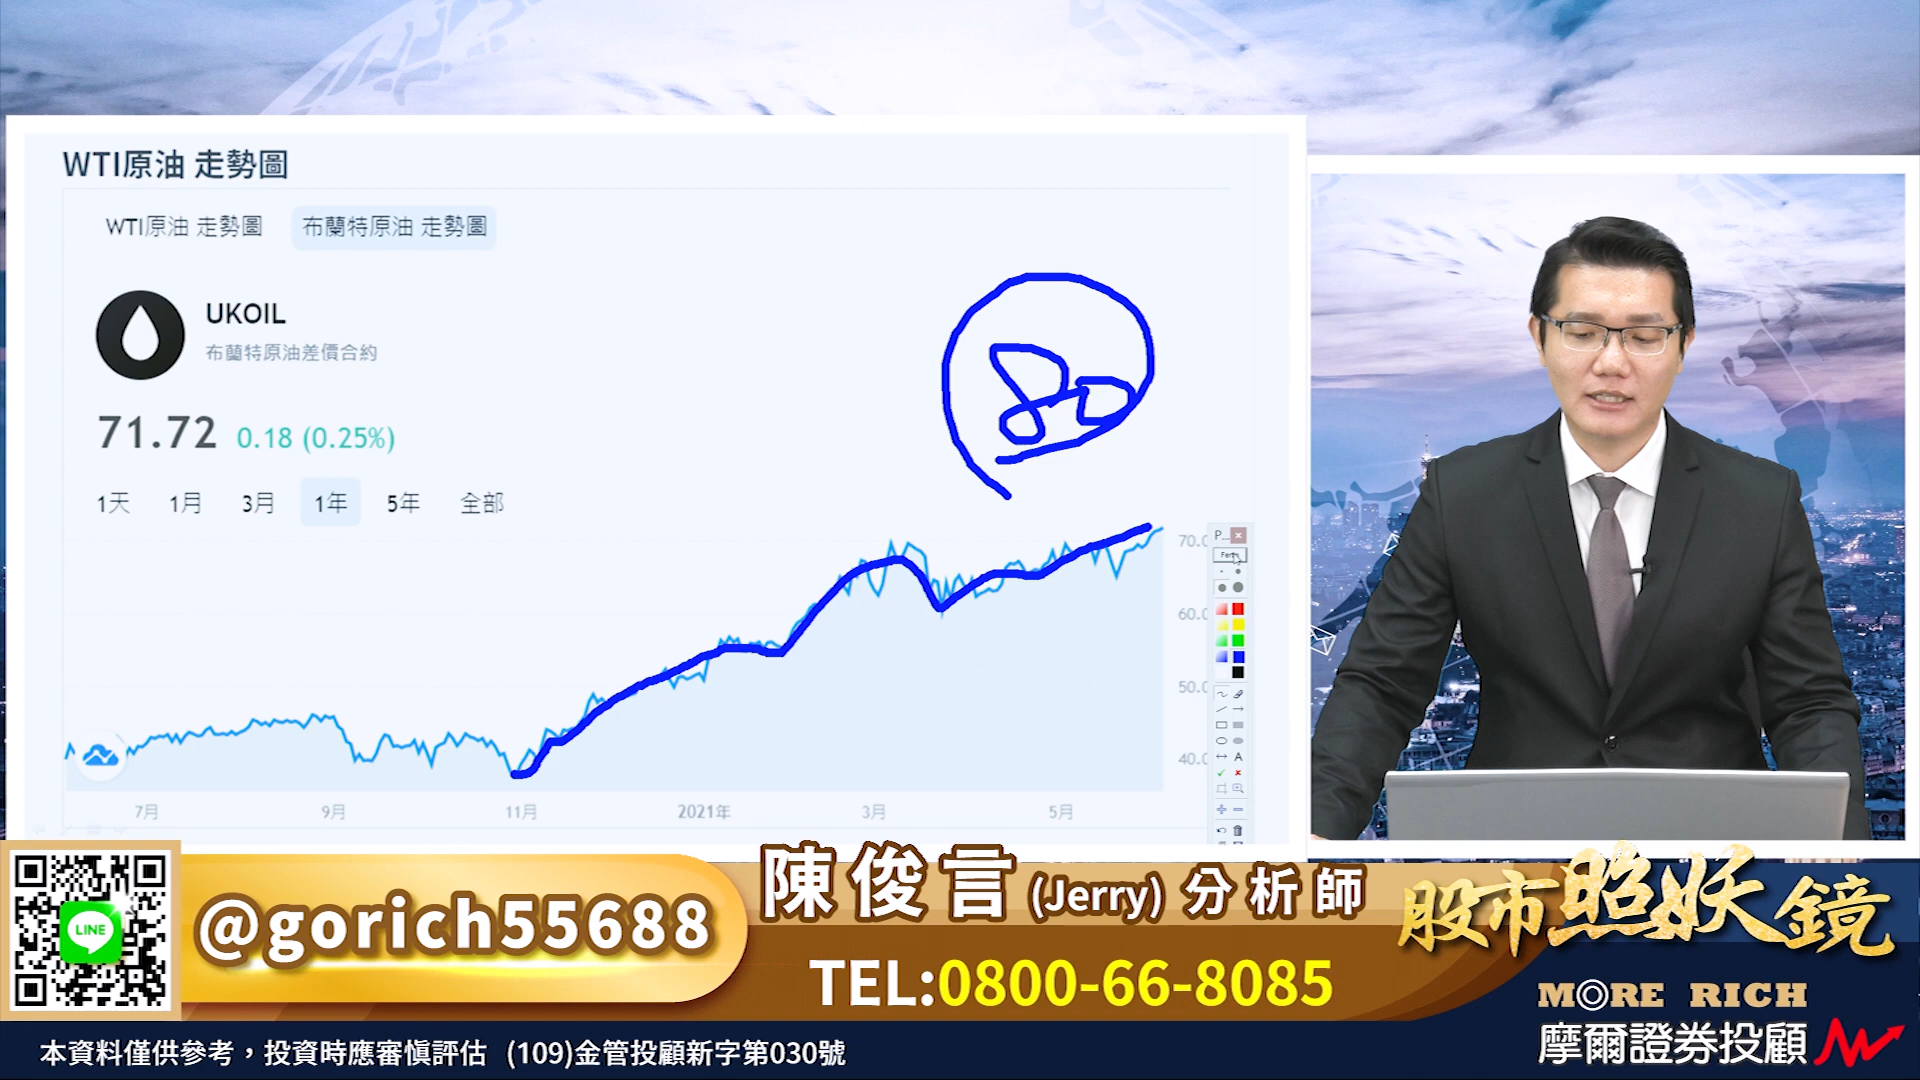 WTI原油 走勢圖
WTI原油 走勢圖
布蘭特原油 走勢圖
UKOIL
布蘭特原油差價合約
71.72 0.18 (0.25%)
1天 1月 3月 1年 5年 全部
80
70.0
60.0
50.0
40.0
7月 9月 11月 2021年 3月 5月
P...
A
LINE
@gorich55688
陳俊言 (Jerry) 分析師
TEL:0800-66-8085
股市照妖鏡
MORE RICH
摩爾證券投顧
本資料僅供參考，投資時應審慎評估 (109)金管投顧新字第030號